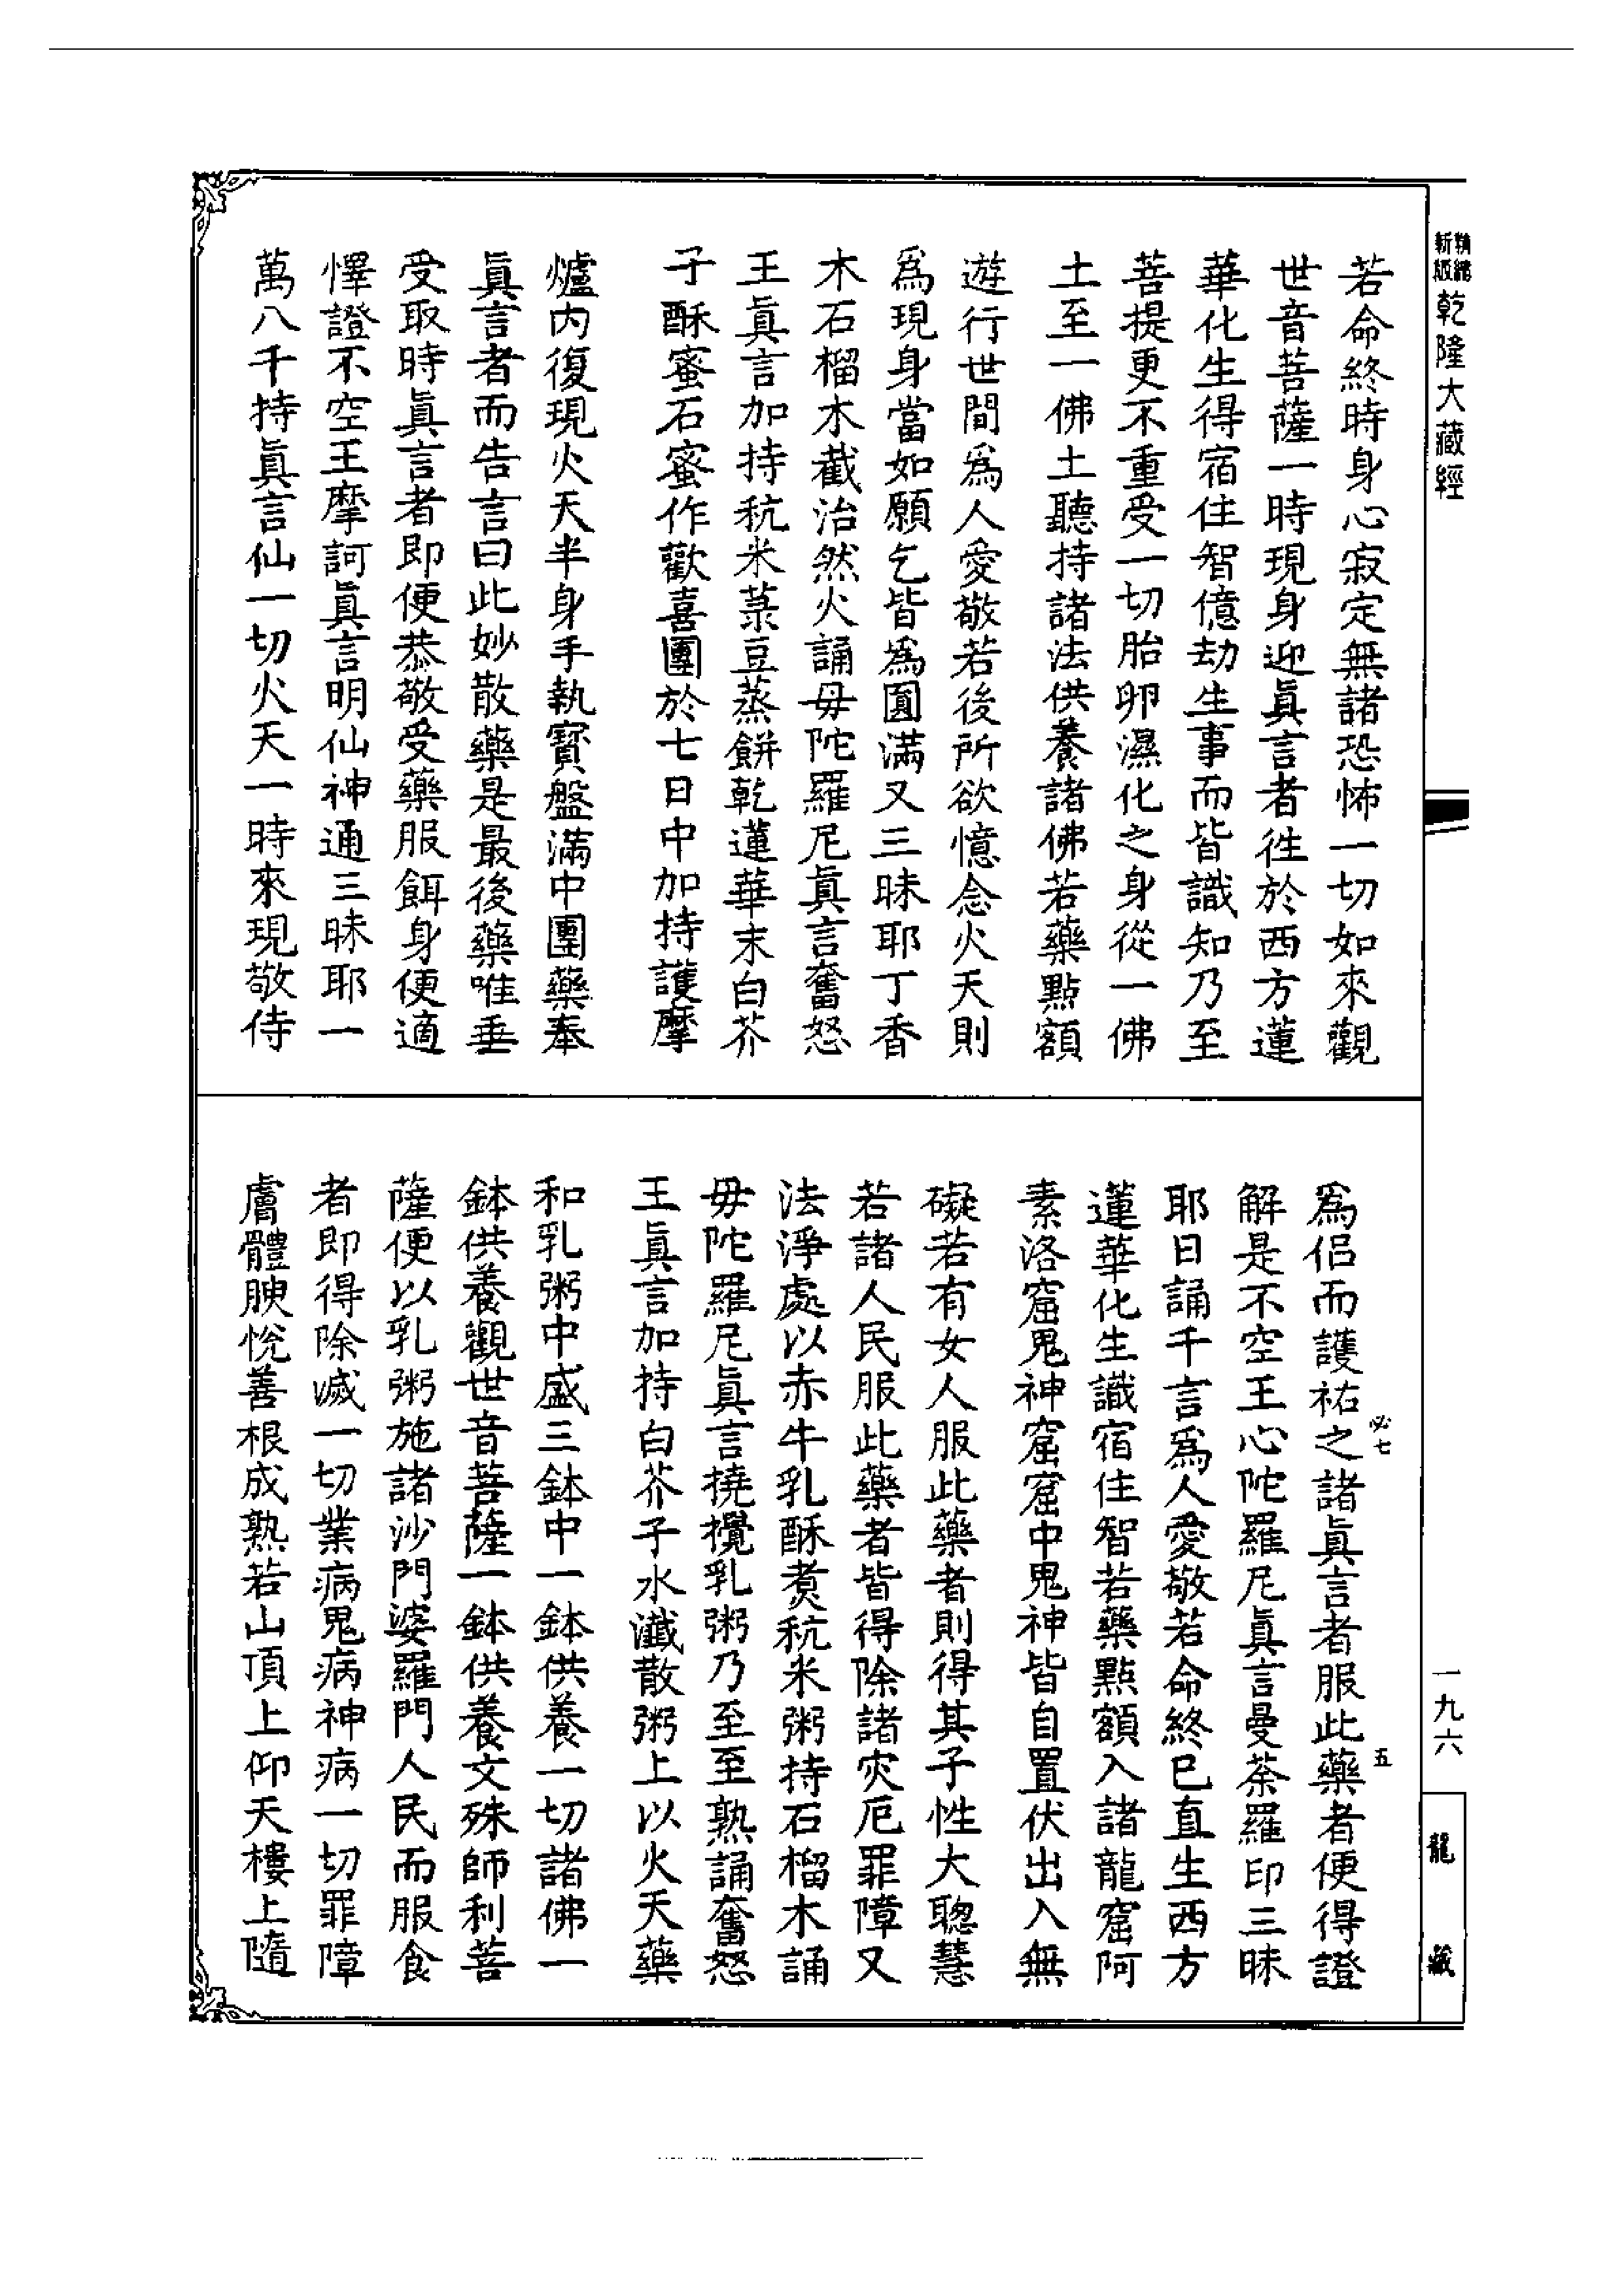 精縮新版乾隆大藏經
若命終時身心寂定無諸恐怖一切如來觀
世音菩薩一時現身迎眞言者徃於西方蓮
華化生得宿住智億劫生事而皆識知乃至
菩提更不重受一切胎卵濕化之身從一佛
土至一佛土聽持諸法供養諸佛若藥點額
遊行世間爲人愛敬若後所欲憶念火天則
爲現身當如願乞皆爲圓滿又三昧耶丁香
木石榴木截治然火誦毋陀羅尼眞言奮怒
王眞言加持秔米菉豆蒸餅乾蓮華末白芥
子酥蜜石蜜作歡喜團於七日中加持護摩
爐內復現火天半身手執寳盤滿中團藥奉
眞言者而告言曰此妙散藥是最後藥唯垂
受取時眞言者即便恭敬受藥服餌身便適
懌證不空王摩訶眞言明仙神通三昧耶一
萬八千持眞言仙一切火天一時來現敬侍
爲侶而護祐之諸眞言者服此藥者便得證
解是不空王心陀羅尼眞言曼荼羅印三昧
耶日誦千言爲人愛敬若命終已直生西方
蓮華化生識宿住智若藥點額入諸龍窟阿
素洛窟鬼神窟窟中鬼神皆自置伏出入無
礙若有女人服此藥者則得其子性大聰慧
若諸人民服此藥者皆得除諸灾厄罪障又
法淨處以赤牛乳酥煮秔米粥持石榴木誦
毋陀羅尼眞言撓攪乳粥乃至至熟誦奮怒
王眞言加持白芥子水瀸散粥上以火天藥
和乳粥中盛三鉢中一鉢供養一切諸佛一
鉢供養觀世音菩薩一鉢供養文殊師利菩
薩便以乳粥施諸沙門婆羅門人民而服食
者即得除滅一切業病鬼病神病一切罪障
膚體腴悅善根成熟若山頂上仰天樓上隨
必七
五
一九六
龍藏